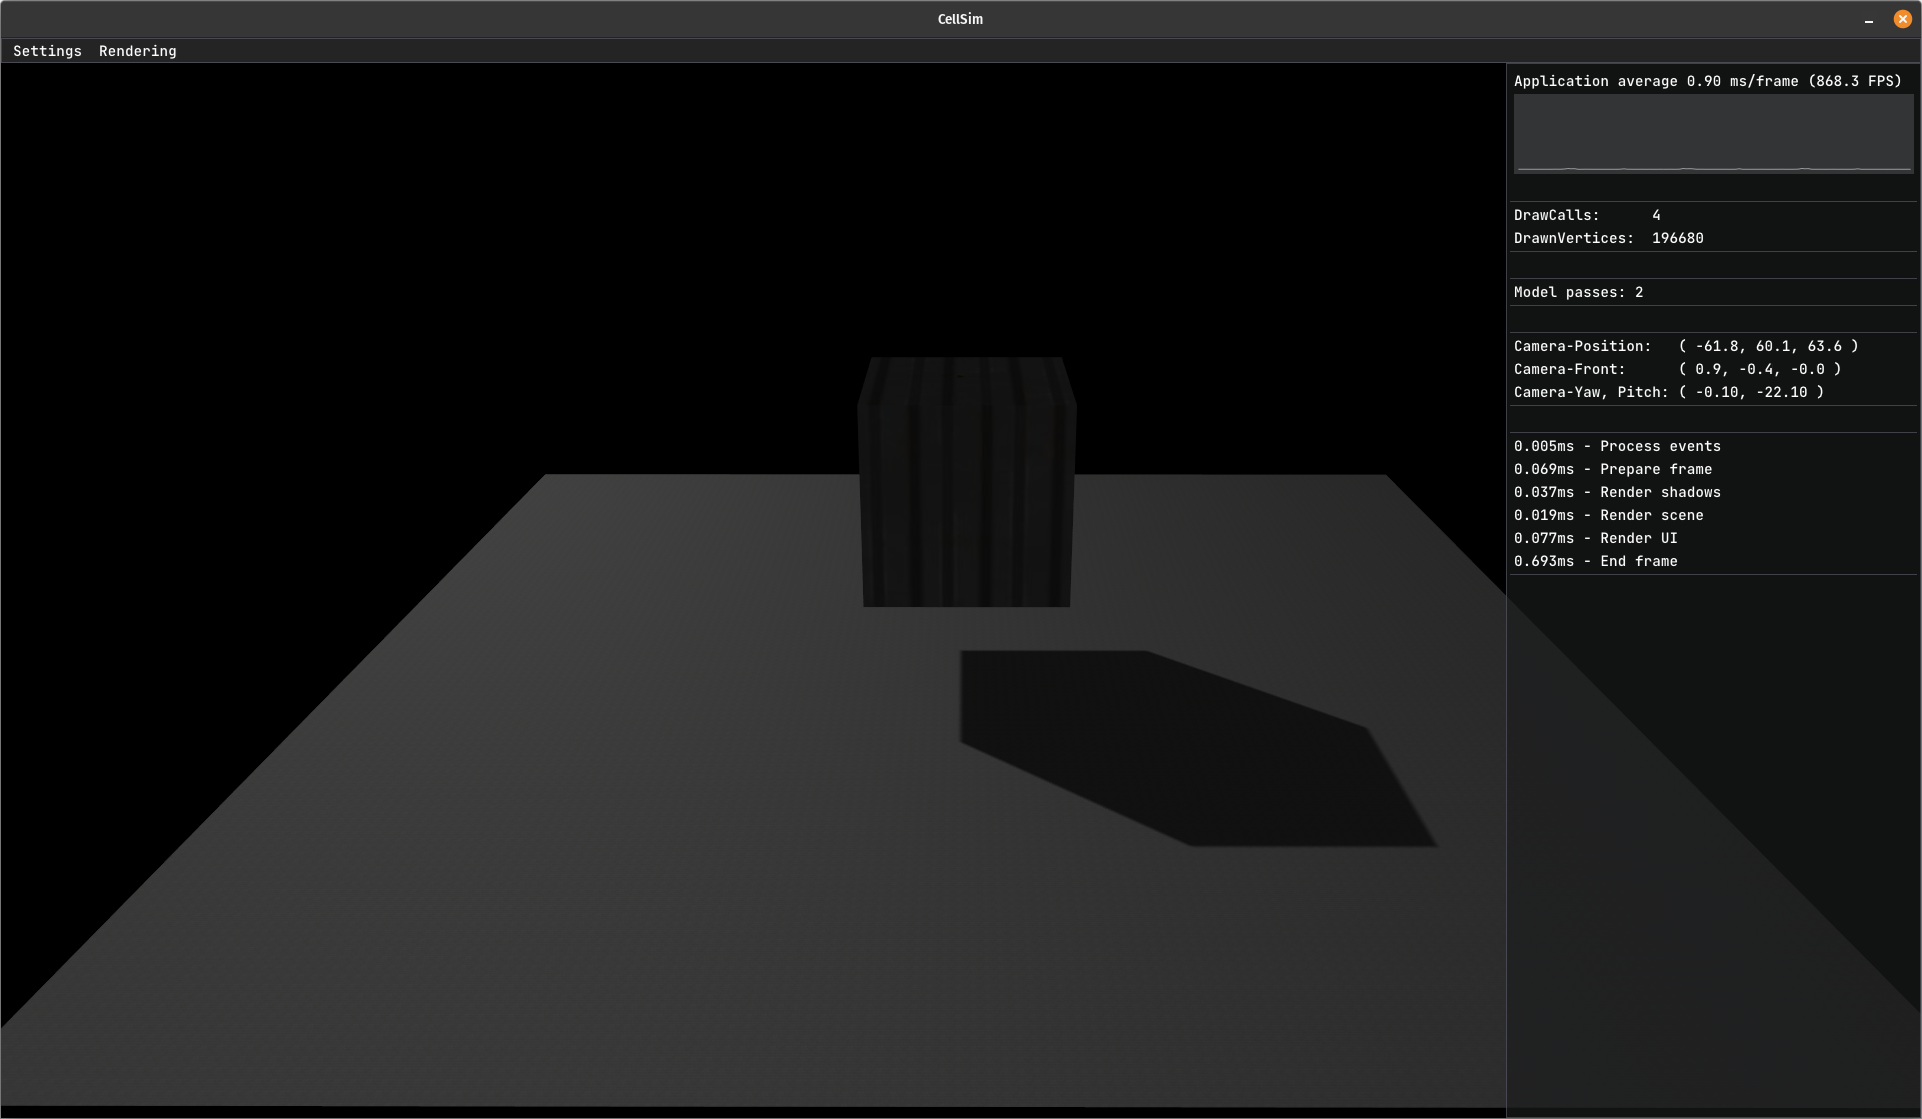 CellSim
Settings Rendering
Application average 0.90 ms/frame (868.3 FPS)
DrawCalls: 4
DrawnVertices: 196680
Model passes: 2
Camera-Position: ( -61.8, 60.1, 63.6 )
Camera-Front: ( 0.9, -0.4, -0.0 )
Camera-Yaw, Pitch: ( -0.10, -22.10 )
0.005ms - Process events
0.069ms - Prepare frame
0.037ms - Render shadows
0.019ms - Render scene
0.077ms - Render UI
0.693ms - End frame